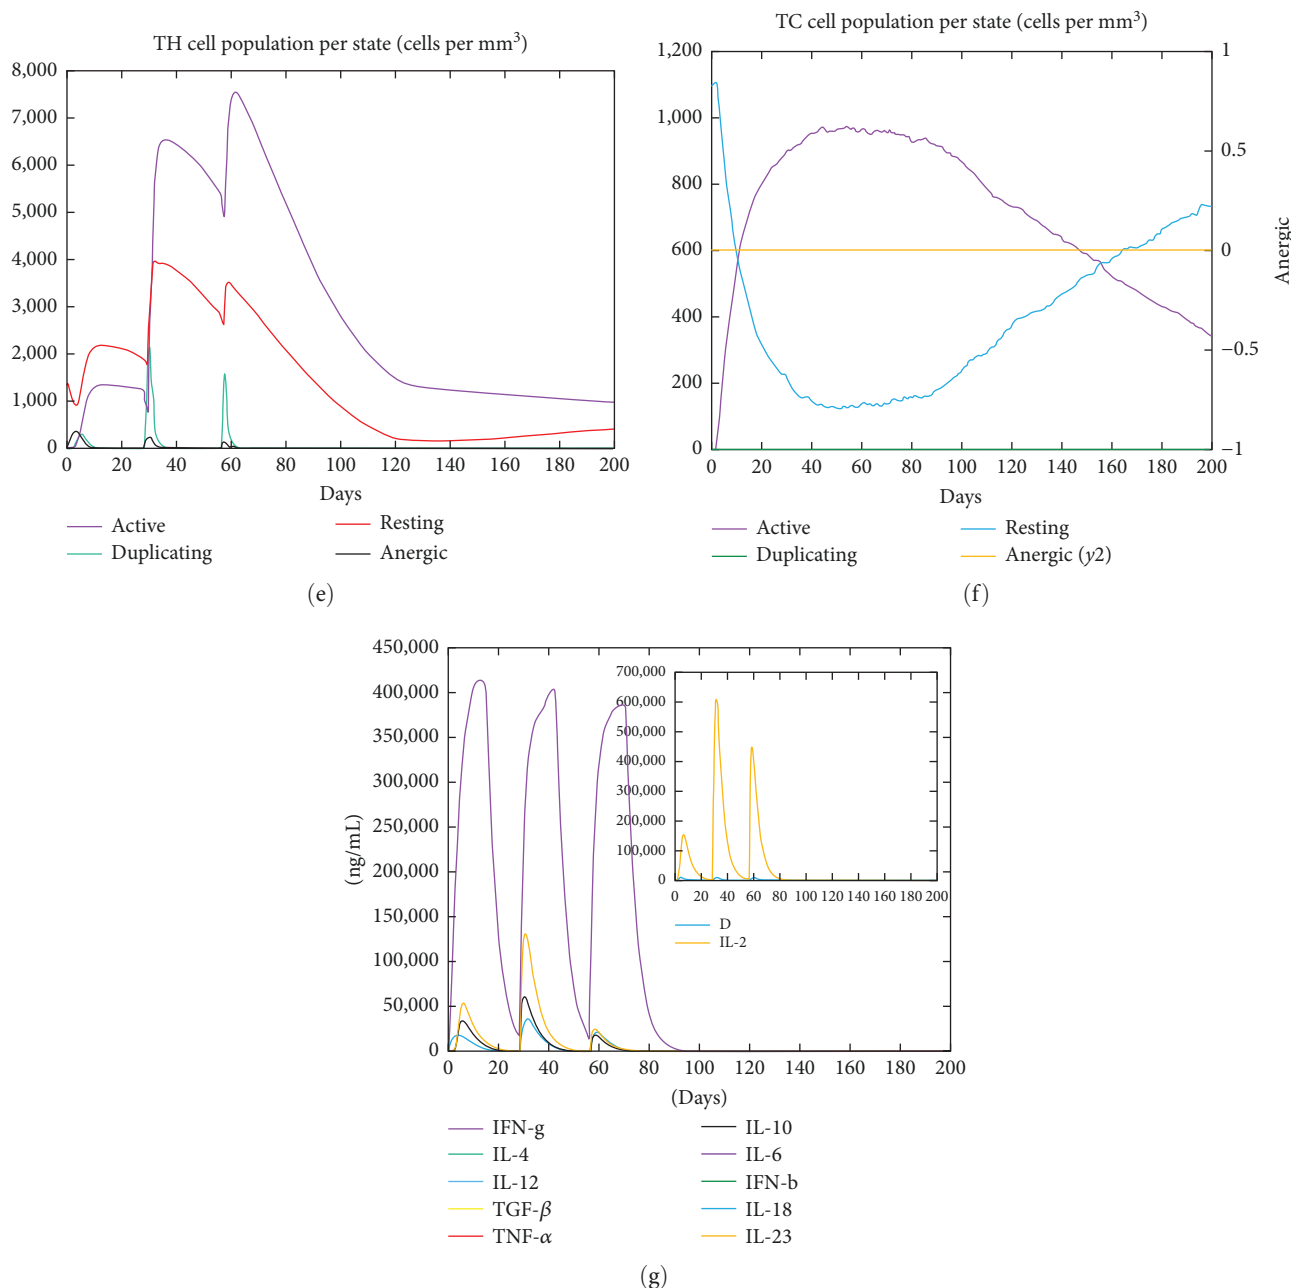 TH cell population per state (cells per mm³)
8,000
7,000
6,000
5,000
4,000
3,000
2,000
1,000
0
0 20 40 60 80 100 120 140 160 180 200
Days
Active
Resting
Duplicating
Anergic
(e)
TC cell population per state (cells per mm³)
1,200
1,000
800
600
400
200
0
1
0.5
0
−0.5
−1
Anergic
0 20 40 60 80 100 120 140 160 180 200
Days
Active
Resting
Duplicating
Anergic (y2)
(f)
450,000
400,000
350,000
300,000
250,000
200,000
150,000
100,000
50,000
0
(ng/mL)
0 20 40 60 80 100 120 140 160 180 200
(Days)
700,000
600,000
500,000
400,000
300,000
200,000
100,000
0
0 20 40 60 80 100 120 140 160 180 200
D
IL-2
IFN-g
IL-4
IL-12
TGF-β
TNF-α
IL-10
IL-6
IFN-b
IL-18
IL-23
(g)